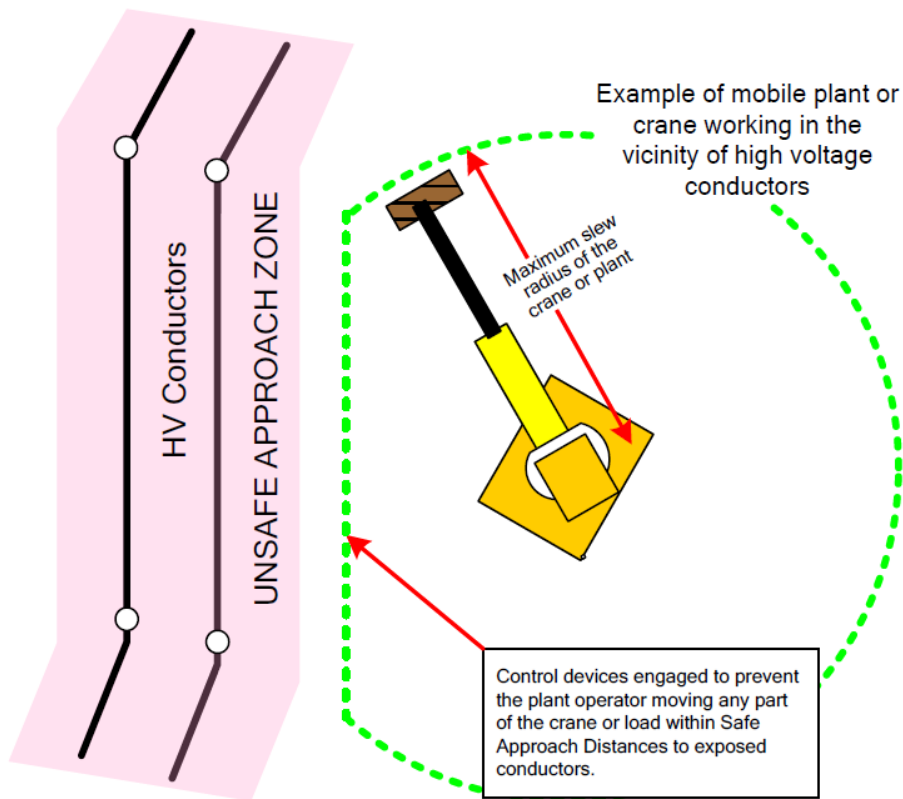 Example of mobile plant or
crane working in the
vicinity of high voltage
conductors
HV Conductors
UNSAFE APPROACH ZONE
Maximum slew
radius of the
crane or plant
Control devices engaged to prevent
the plant operator moving any part
of the crane or load within Safe
Approach Distances to exposed
conductors.